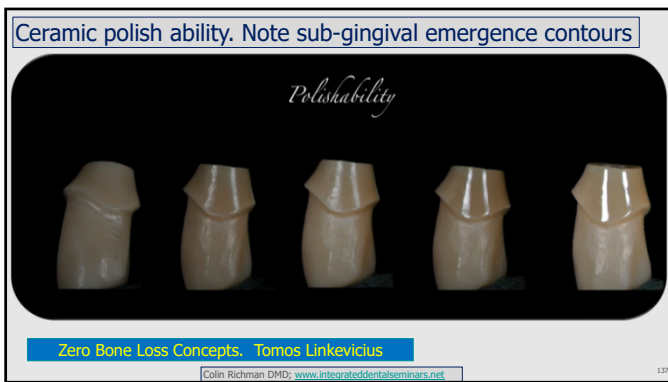 Ceramic polish ability. Note sub-gingival emergence contours
Polishability
Zero Bone Loss Concepts. Tomos Linkevicius
Colin Richman DMD; www.integrateddentalseminars.net
137